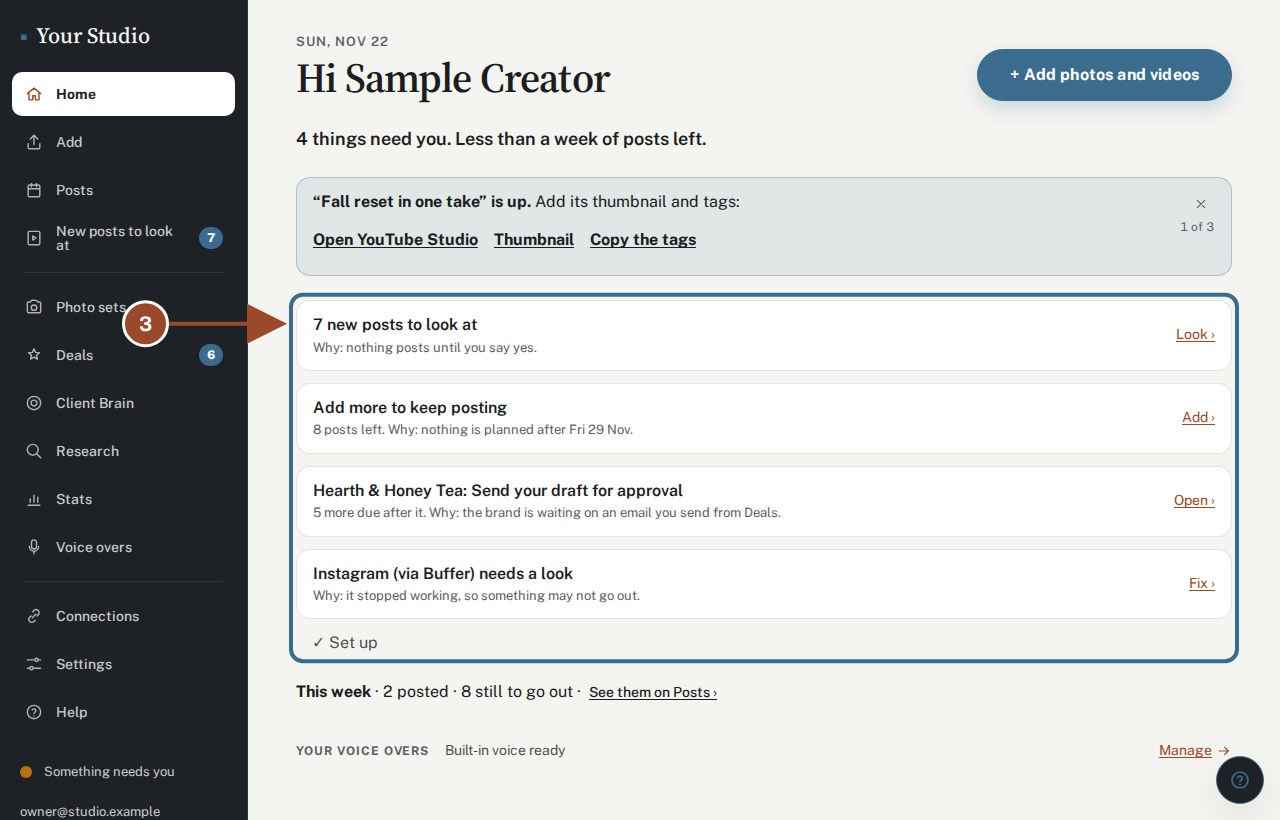 Your Studio
Home
Add
Posts
New posts to look
at
7
Photo sets
3
Deals
6
Client Brain
Research
Stats
Voice overs
Connections
Settings
Help
Something needs you
owner@studio.example
SUN, NOV 22
Hi Sample Creator
+ Add photos and videos
4 things need you. Less than a week of posts left.
“Fall reset in one take” is up. Add its thumbnail and tags:
1 of 3
Open YouTube Studio Thumbnail Copy the tags
7 new posts to look at
Why: nothing posts until you say yes.
Look ›
Add more to keep posting
8 posts left. Why: nothing is planned after Fri 29 Nov.
Add ›
Hearth & Honey Tea: Send your draft for approval
5 more due after it. Why: the brand is waiting on an email you send from Deals.
Open ›
Instagram (via Buffer) needs a look
Why: it stopped working, so something may not go out.
Fix ›
✓ Set up
This week · 2 posted · 8 still to go out · See them on Posts ›
YOUR VOICE OVERS Built-in voice ready
Manage →